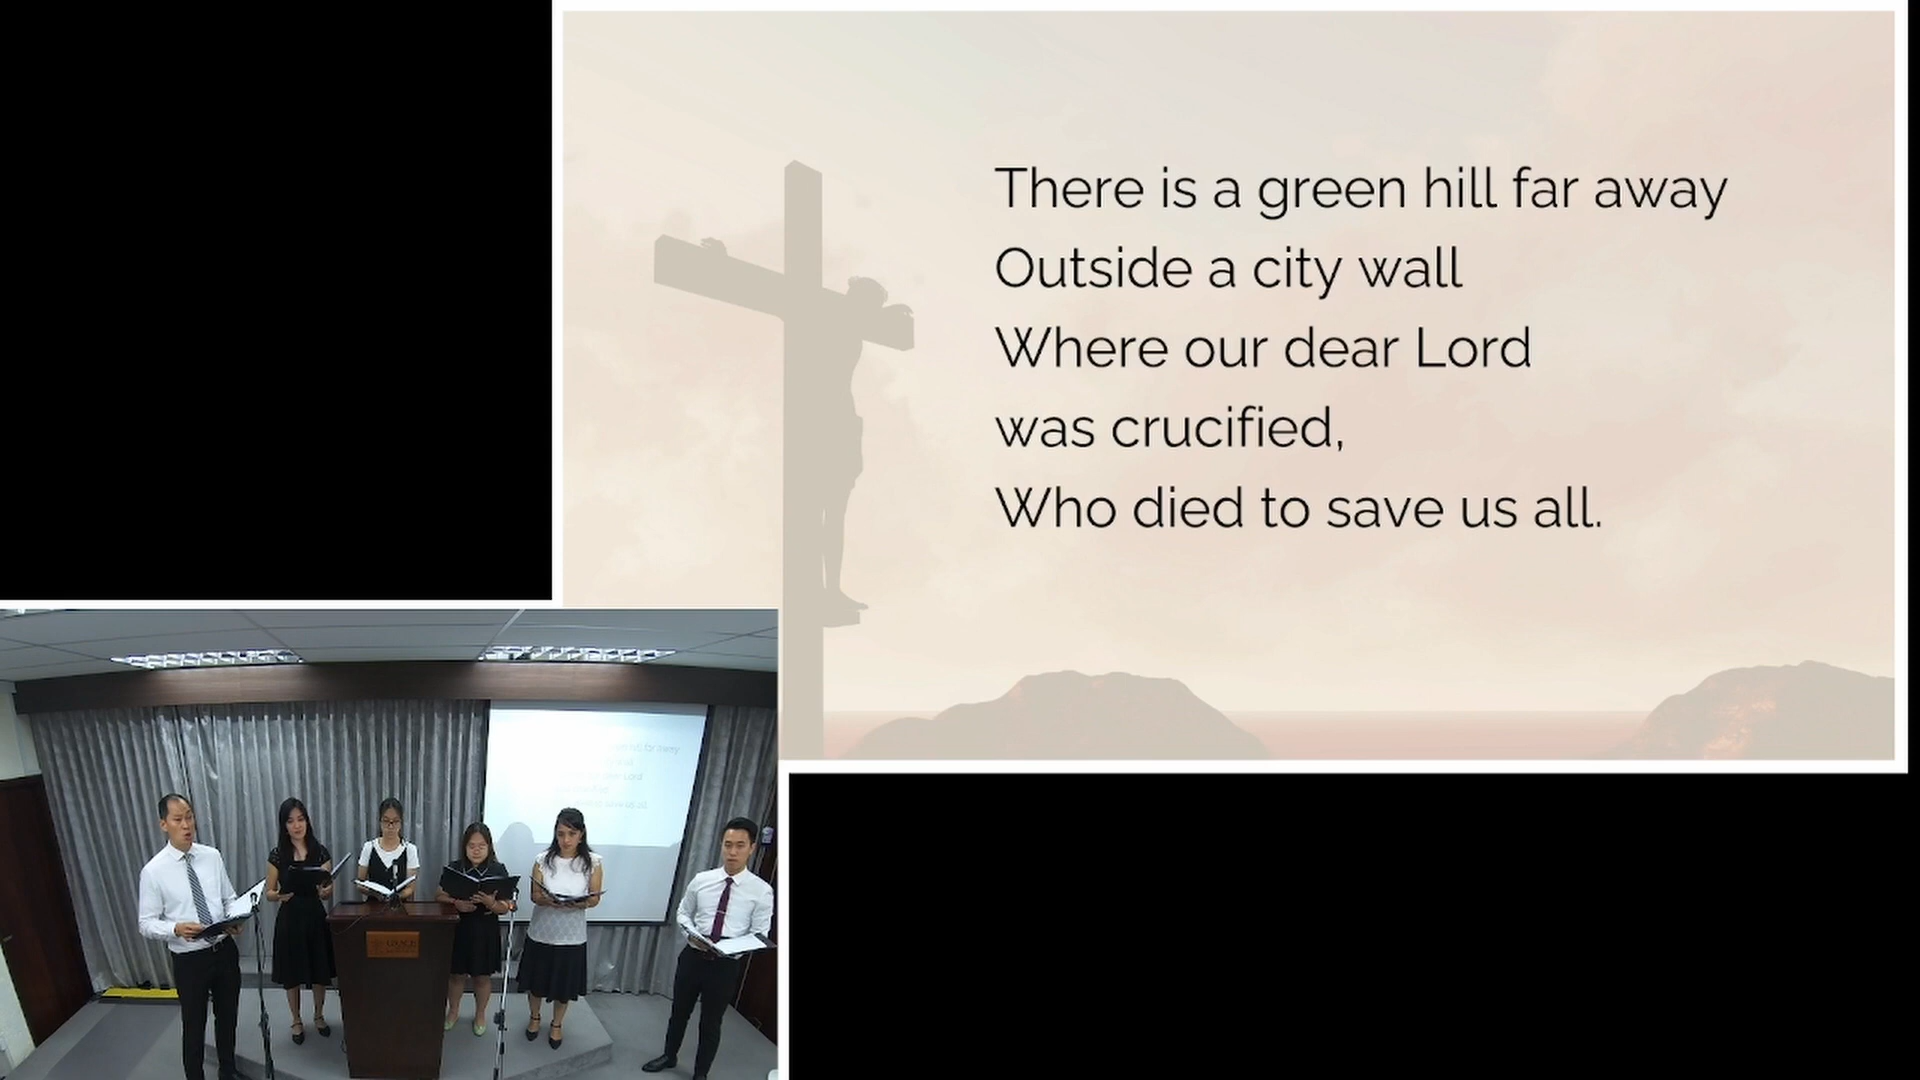 There is a green hill far away
Outside a city wall
Where our dear Lord
was crucified,
Who died to save us all.